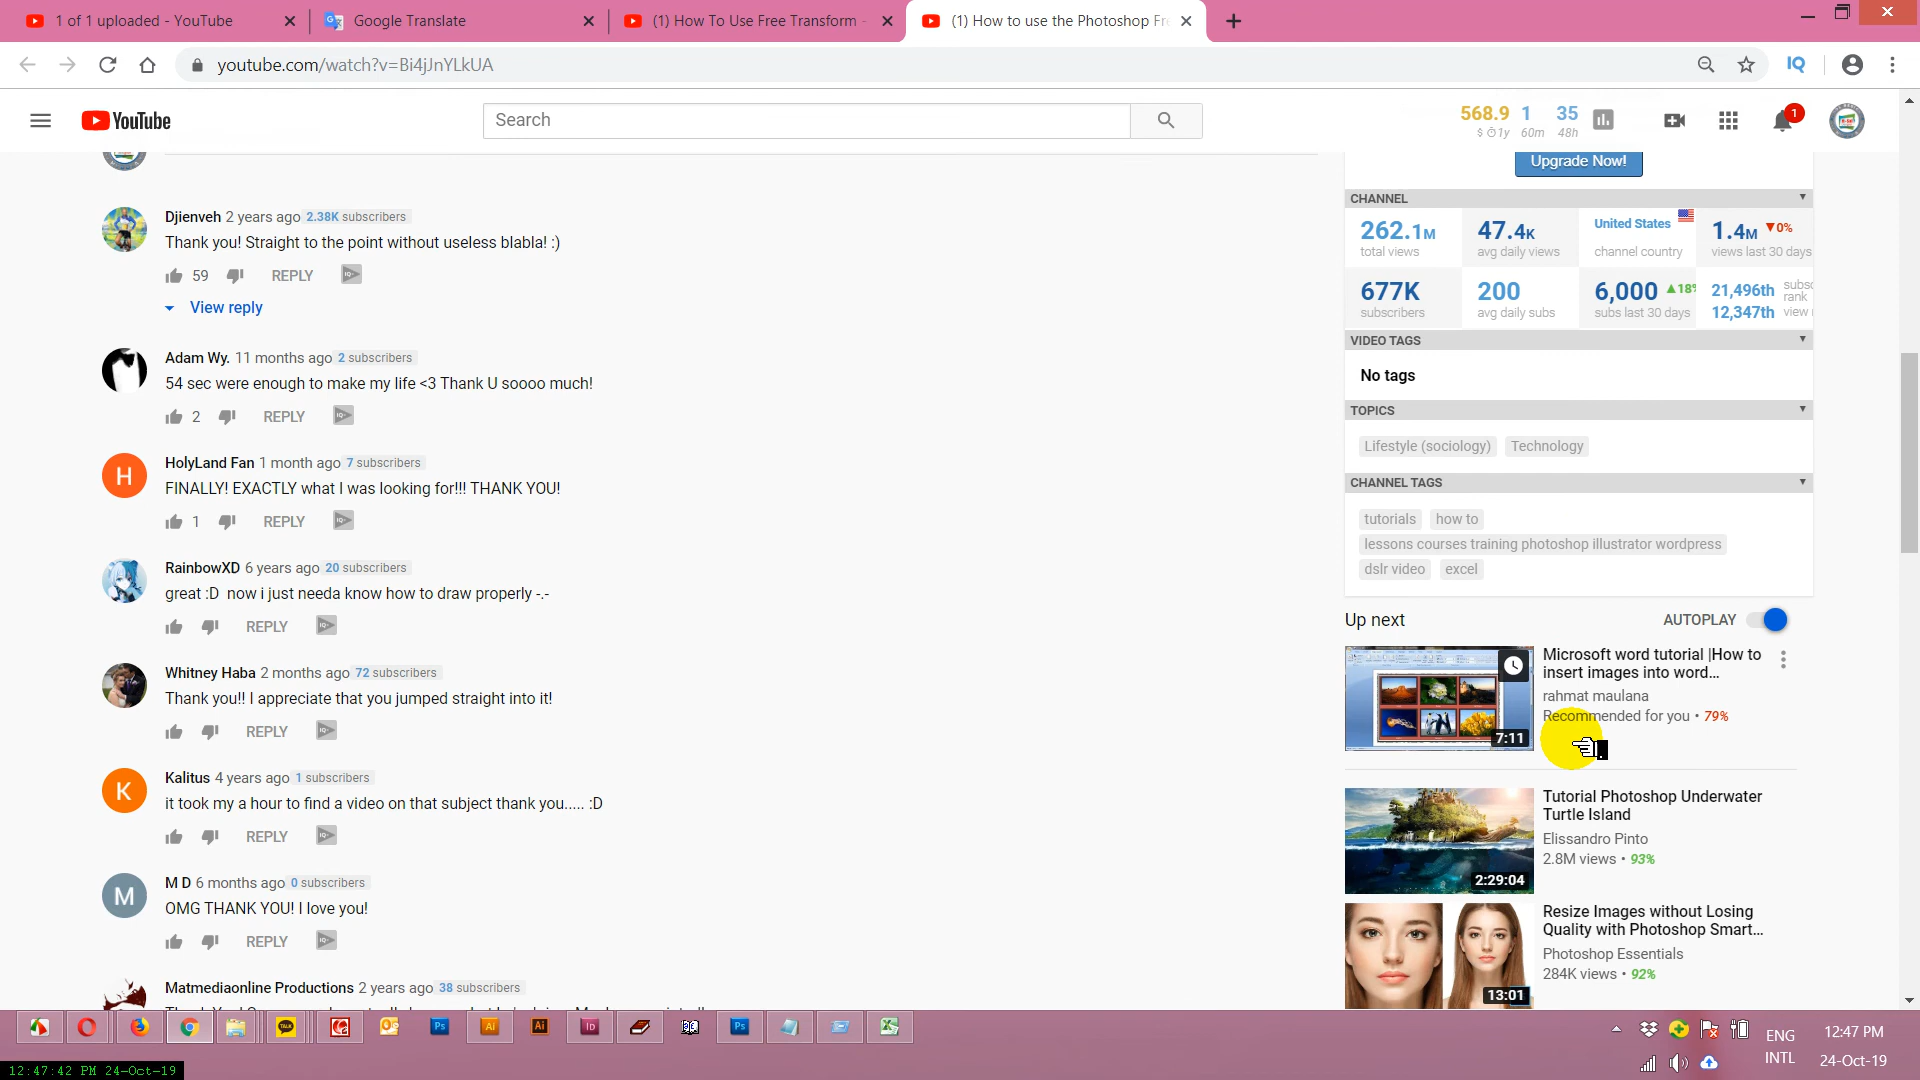 1 of 1 uploaded - YouTube
Google Translate
(1) How To Use Free Transform -
(1) How to use the Photoshop Fre
youtube.com/watch?v=Bi4jJnYLkUA
IQ
YouTube
Search
568.9 1 35
$ 1y 60m 48h
1
Upgrade Now!
Djienveh 2 years ago 2.38K subscribers
Thank you! Straight to the point without useless blabla! :)
59 REPLY
View reply
Adam Wy. 11 months ago 2 subscribers
54 sec were enough to make my life <3 Thank U soooo much!
2 REPLY
HolyLand Fan 1 month ago 7 subscribers
FINALLY! EXACTLY what I was looking for!!! THANK YOU!
1 REPLY
RainbowXD 6 years ago 20 subscribers
great :D now i just needa know how to draw properly -.-
REPLY
Whitney Haba 2 months ago 72 subscribers
Thank you!! I appreciate that you jumped straight into it!
REPLY
Kalitus 4 years ago 1 subscribers
it took my a hour to find a video on that subject thank you..... :D
REPLY
M D 6 months ago 0 subscribers
OMG THANK YOU! I love you!
REPLY
Matmediaonline Productions 2 years ago 38 subscribers
CHANNEL
262.1M
total views
47.4K
avg daily views
United States
channel country
1.4M ▼0%
views last 30 days
677K
subscribers
200
avg daily subs
6,000 ▲18%
subs last 30 days
21,496th subsc
rank
12,347th view
VIDEO TAGS
No tags
TOPICS
Lifestyle (sociology) Technology
CHANNEL TAGS
tutorials how to
lessons courses training photoshop illustrator wordpress
dslr video excel
Up next
AUTOPLAY
7:11
Microsoft word tutorial |How to
insert images into word...
rahmat maulana
Recommended for you • 79%
2:29:04
Tutorial Photoshop Underwater
Turtle Island
Elissandro Pinto
2.8M views • 93%
13:01
Resize Images without Losing
Quality with Photoshop Smart...
Photoshop Essentials
284K views • 92%
TALK
Ps
Ai
Ai
Id
Ps
ENG
INTL
12:47 PM
24-Oct-19
12:47:42 PM 24-Oct-19